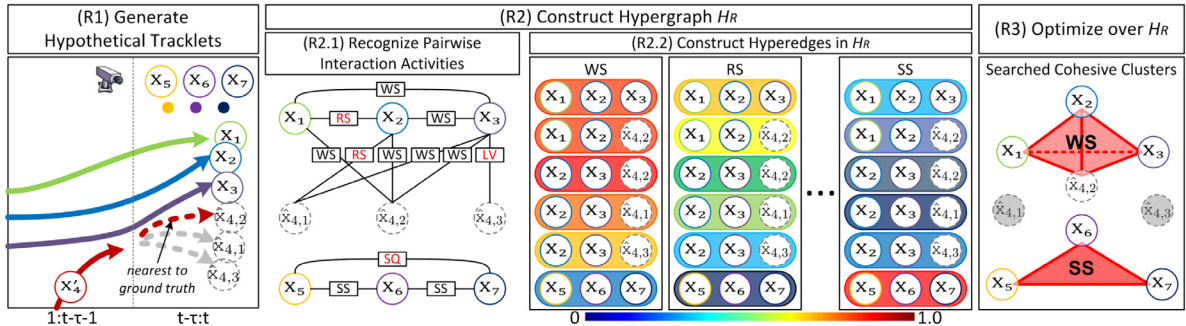 (R1) Generate
Hypothetical Tracklets
X5 X6 X7
X1
X2
X3
x̂4,2
x̂4,1
x̂4,3
nearest to
ground truth
X′4
1:t-τ-1 t-τ:t
(R2) Construct Hypergraph HR
(R2.1) Recognize Pairwise
Interaction Activities
WS
X1 RS X2 WS X3
WS RS WS WS WS LV
x̂4,1 x̂4,2 x̂4,3
SQ
X5 SS X6 SS X7
(R2.2) Construct Hyperedges in HR
WS RS SS
X1 X2 X3 X1 X2 X3 X1 X2 X3
X1 X2 x̂4,2 X1 X2 x̂4,2 X1 X2 x̂4,2
X2 X3 x̂4,2 X2 X3 x̂4,2 X2 X3 x̂4,2
X2 X3 x̂4,1 X2 X3 x̂4,1 X2 X3 x̂4,1
X2 X3 x̂4,3 X2 X3 x̂4,3 X2 X3 x̂4,3
X5 X6 X7 X5 X6 X7 ... X5 X6 X7
0 1.0
(R3) Optimize over HR
Searched Cohesive Clusters
X2
X1 WS X3
x̂4,2
x̂4,1 x̂4,3
X6
X5 SS X7